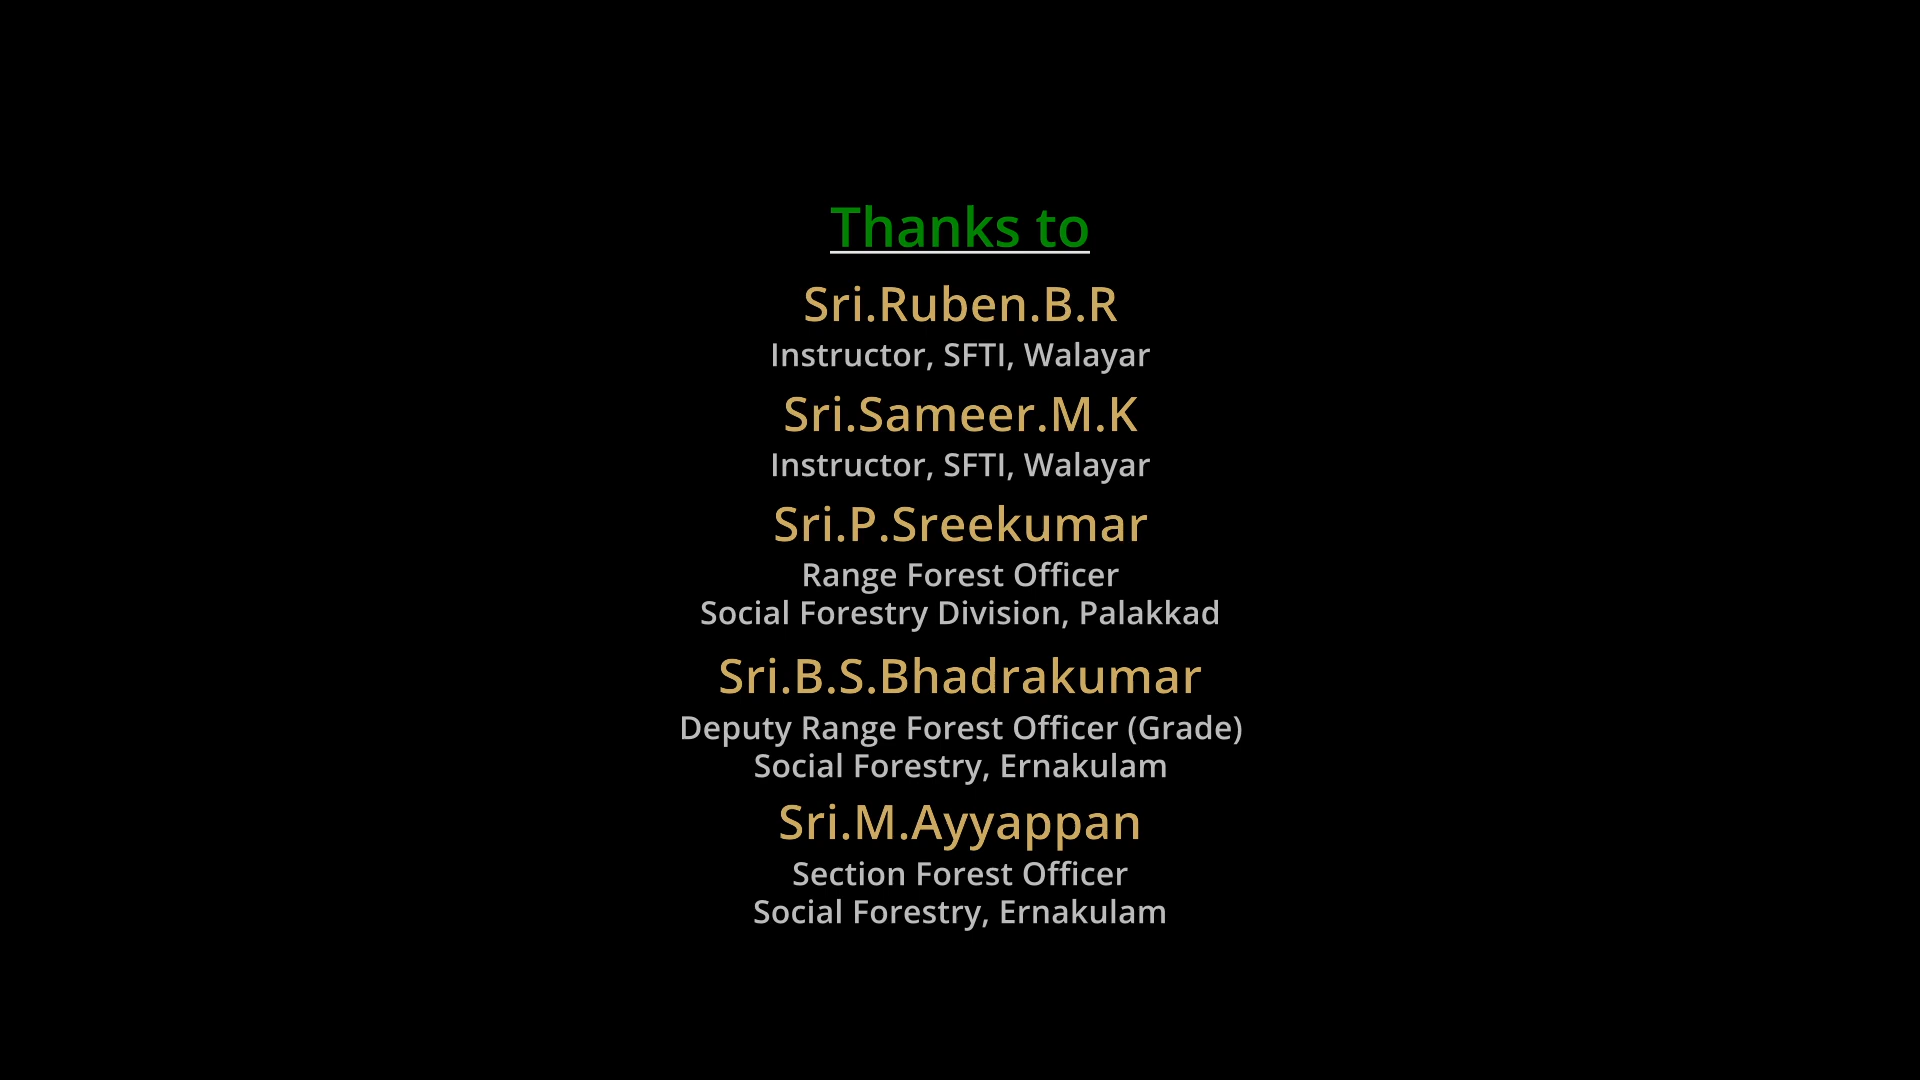 Thanks to
Sri.Ruben.B.R
Instructor, SFTI, Walayar
Sri.Sameer.M.K
Instructor, SFTI, Walayar
Sri.P.Sreekumar
Range Forest Officer
Social Forestry Division, Palakkad
Sri.B.S.Bhadrakumar
Deputy Range Forest Officer (Grade)
Social Forestry, Ernakulam
Sri.M.Ayyappan
Section Forest Officer
Social Forestry, Ernakulam